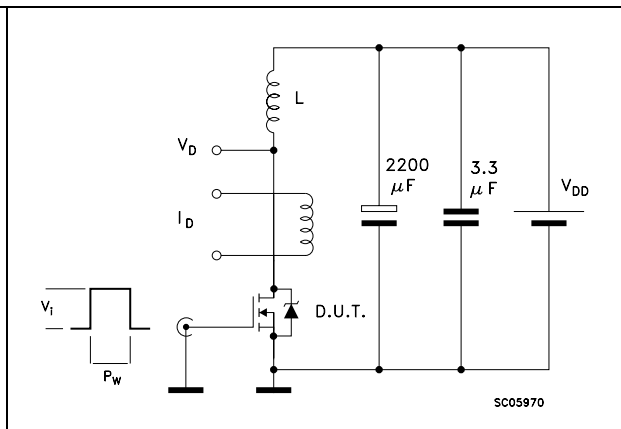 L
V_D
2200
μF
3.3
μF
V_DD
I_D
V_i
D.U.T.
P_W
SC05970